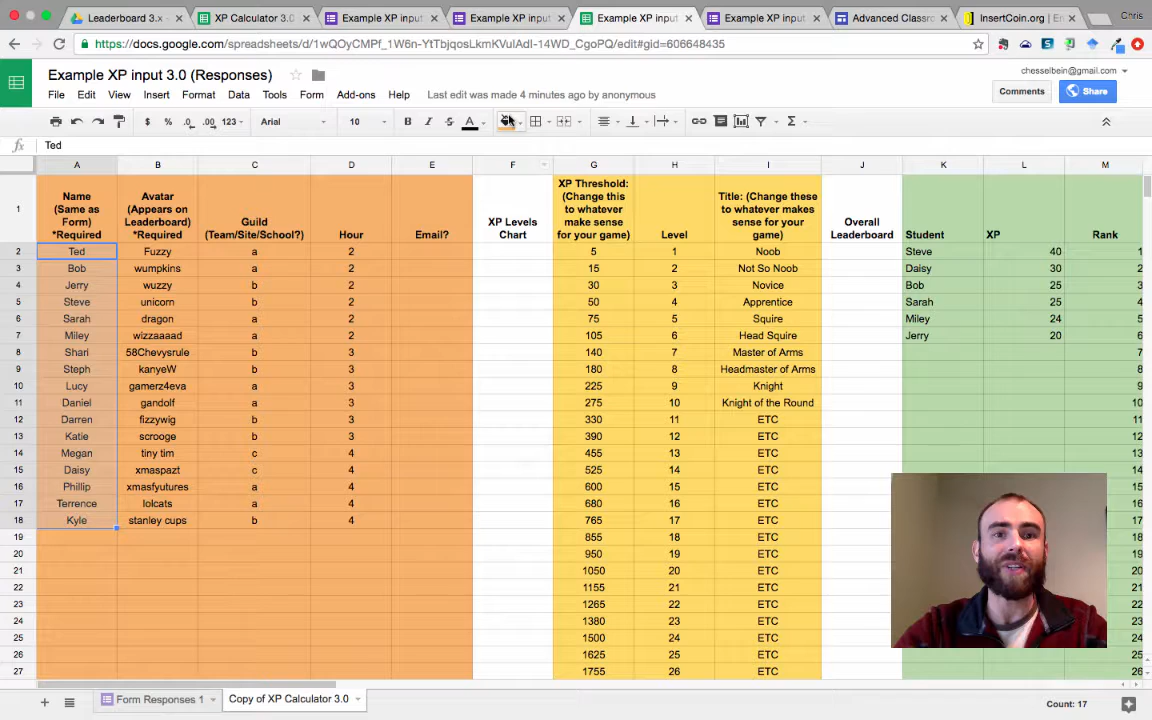 Leaderboard 3.x -
XP Calculator 3.0
Example XP input
Example XP input
Example XP input
Example XP input
Advanced Classro
InsertCoin.org | En
Chris
https://docs.google.com/spreadsheets/d/1wQOyCMPf_1W6n-YtTbjqosLkmKVulAdl-14WD_CgoPQ/edit#gid=606648435
Example XP input 3.0 (Responses)
chesselbein@gmail.com
File Edit View Insert Format Data Tools Form Add-ons Help Last edit was made 4 minutes ago by anonymous
Comments
Share
$ % .0 .00 123 Arial 10 B I S A
fx Ted
A B C D E F G H I J K L M
1
Name
(Same as
Form)
*Required
Avatar
(Appears on
Leaderboard)
*Required
Guild
(Team/Site/School?)
Hour
Email?
XP Levels
Chart
XP Threshold:
(Change this
to whatever
make sense
for your game)
Level
Title: (Change these
to whatever makes
sense for your
game)
Overall
Leaderboard
Student
XP
Rank
2 Ted Fuzzy a 2 5 1 Noob Steve 40 1
3 Bob wumpkins a 2 15 2 Not So Noob Daisy 30 2
4 Jerry wuzzy b 2 30 3 Novice Bob 25 3
5 Steve unicorn a 2 50 4 Apprentice Sarah 25 4
6 Sarah dragon a 2 75 5 Squire Miley 24 5
7 Miley wizzaaaad a 2 105 6 Head Squire Jerry 20 6
8 Shari 58Chevysrule b 3 140 7 Master of Arms 7
9 Steph kanyeW b 3 180 8 Headmaster of Arms 8
10 Lucy gamerz4eva a 3 225 9 Knight 9
11 Daniel gandolf a 3 275 10 Knight of the Round 10
12 Darren fizzywig b 3 330 11 ETC 11
13 Katie scrooge b 3 390 12 ETC 12
14 Megan tiny tim c 4 455 13 ETC 13
15 Daisy xmaspazt c 4 525 14 ETC 14
16 Phillip xmasfyutures a 4 600 15 ETC 15
17 Terrence lolcats a 4 680 16 ETC 16
18 Kyle stanley cups b 4 765 17 ETC 17
19 855 18 ETC 18
20 950 19 ETC 19
21 1050 20 ETC 20
22 1155 21 ETC 21
23 1265 22 ETC 22
24 1380 23 ETC 23
25 1500 24 ETC 24
26 1625 25 ETC 25
27 1755 26 ETC 26
Form Responses 1
Copy of XP Calculator 3.0
Count: 17